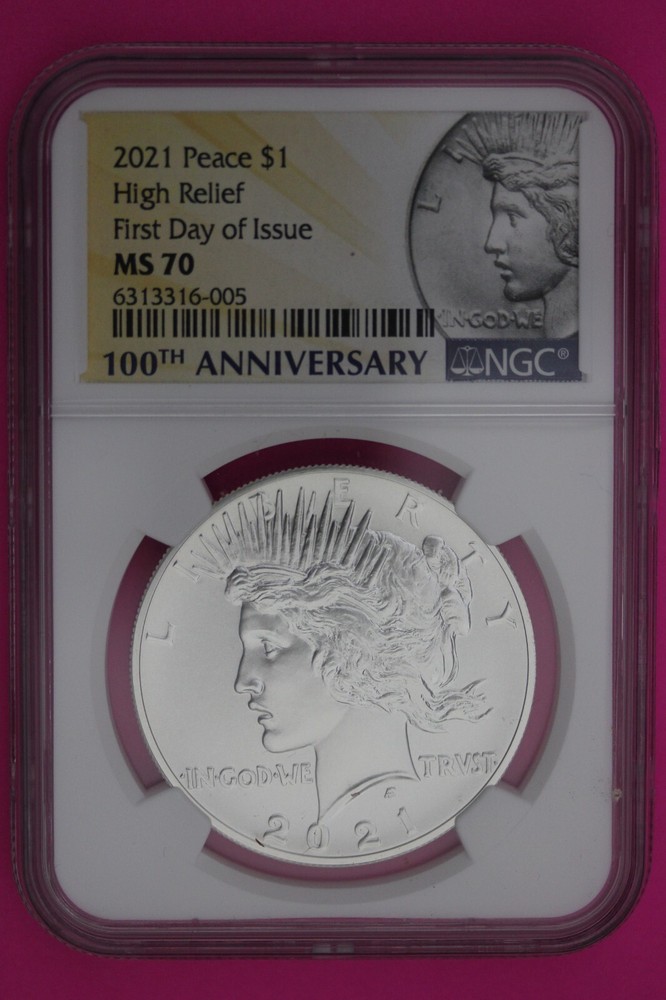 2021 Peace $1
High Relief
First Day of Issue
MS 70
6313316-005
L I
IN·GOD·WE
100TH ANNIVERSARY NGC®
LIBERTY
·IN·GOD·WE TRVST·
2021